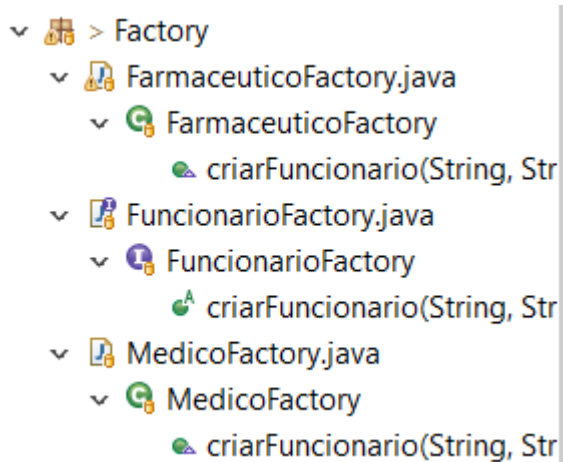 > Factory
FarmaceuticoFactory.java
FarmaceuticoFactory
criarFuncionario(String, Str
FuncionarioFactory.java
FuncionarioFactory
criarFuncionario(String, Str
MedicoFactory.java
MedicoFactory
criarFuncionario(String, Str